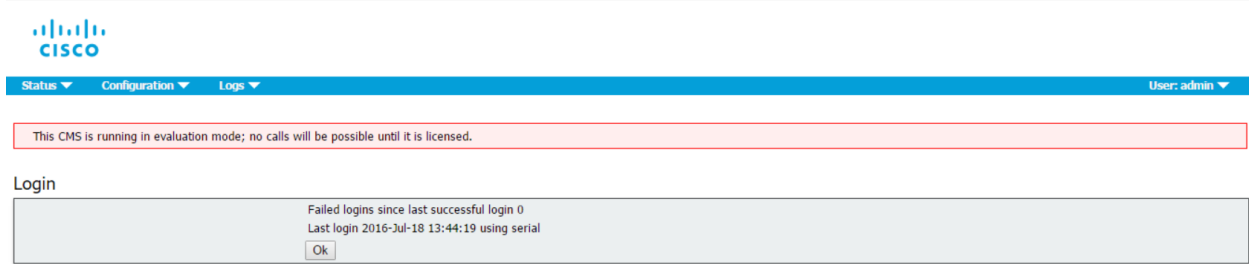 CISCO
Status Configuration Logs User: admin
This CMS is running in evaluation mode; no calls will be possible until it is licensed.
Login
Failed logins since last successful login 0
Last login 2016-Jul-18 13:44:19 using serial
Ok